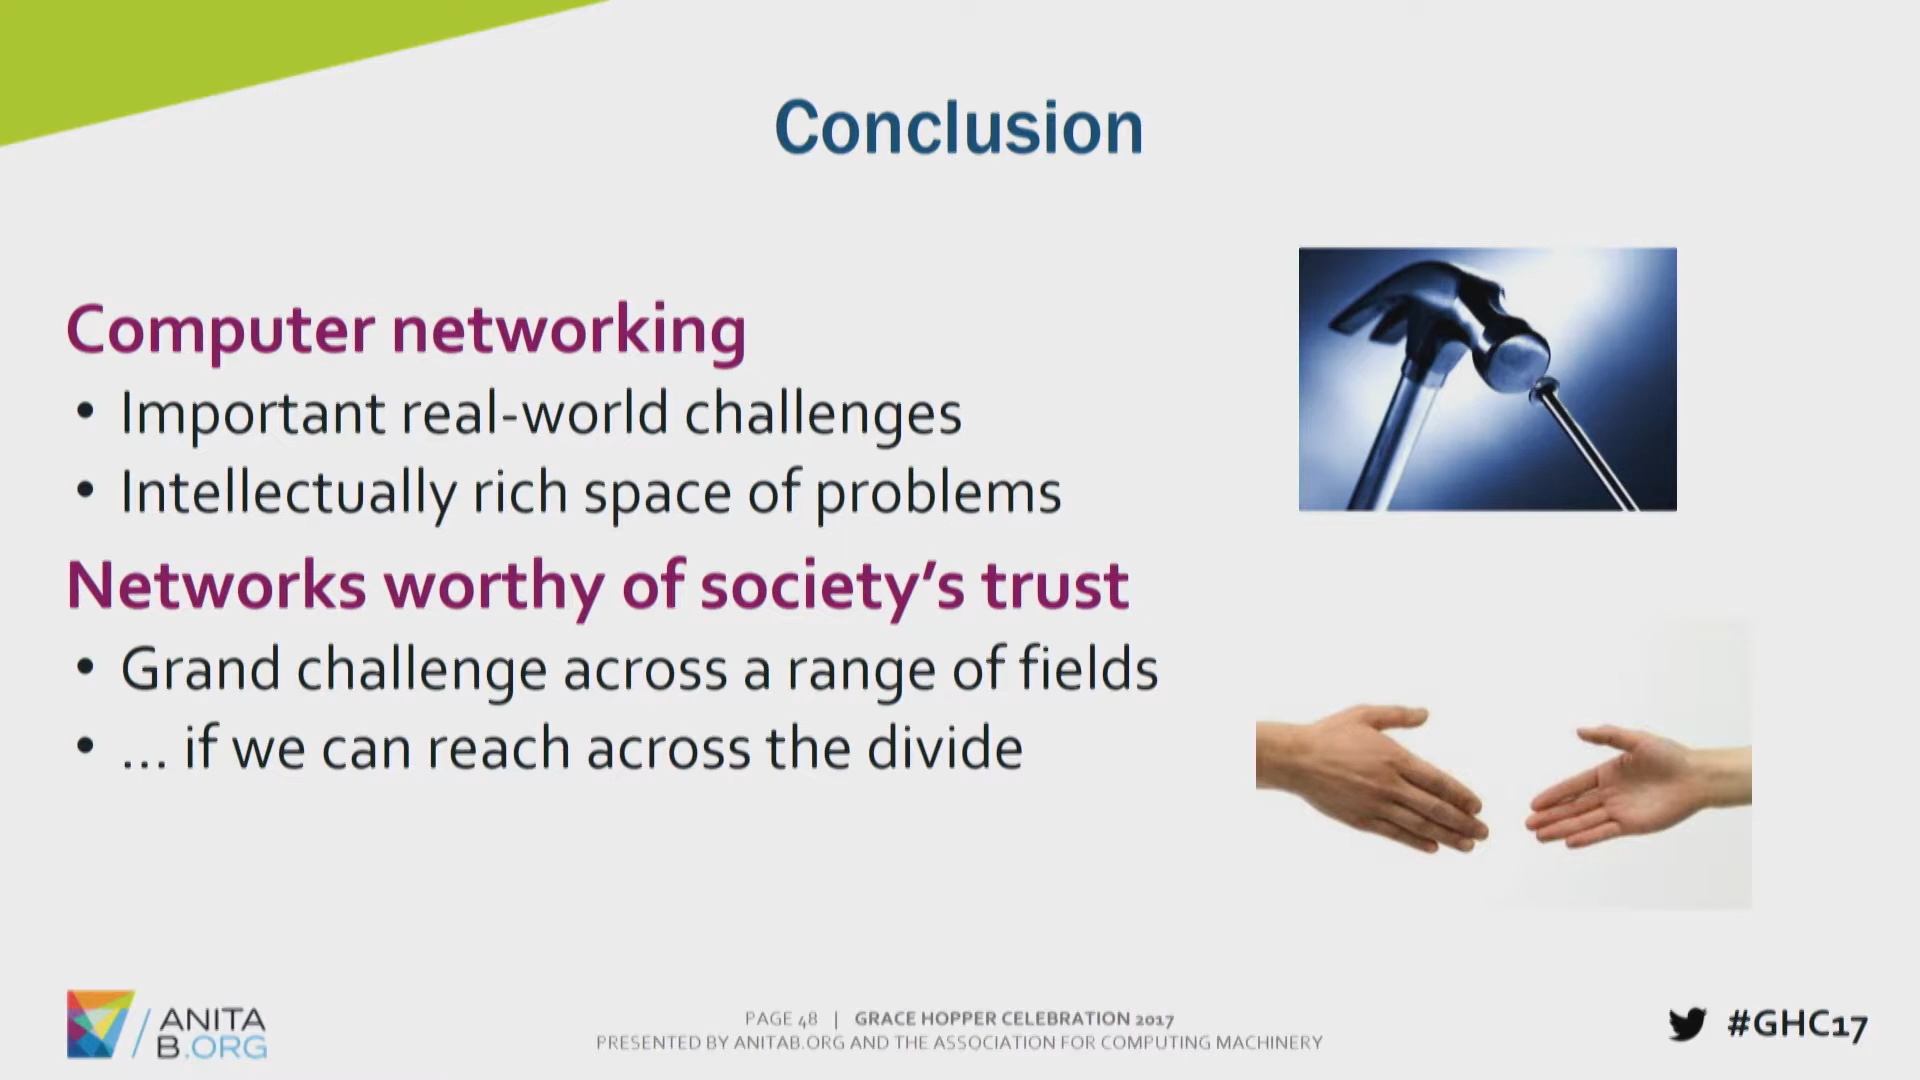 Conclusion
Computer networking
• Important real-world challenges
• Intellectually rich space of problems
Networks worthy of society’s trust
• Grand challenge across a range of fields
• … if we can reach across the divide
ANITA
B.ORG
PAGE 48 | GRACE HOPPER CELEBRATION 2017
PRESENTED BY ANITAB.ORG AND THE ASSOCIATION FOR COMPUTING MACHINERY
#GHC17